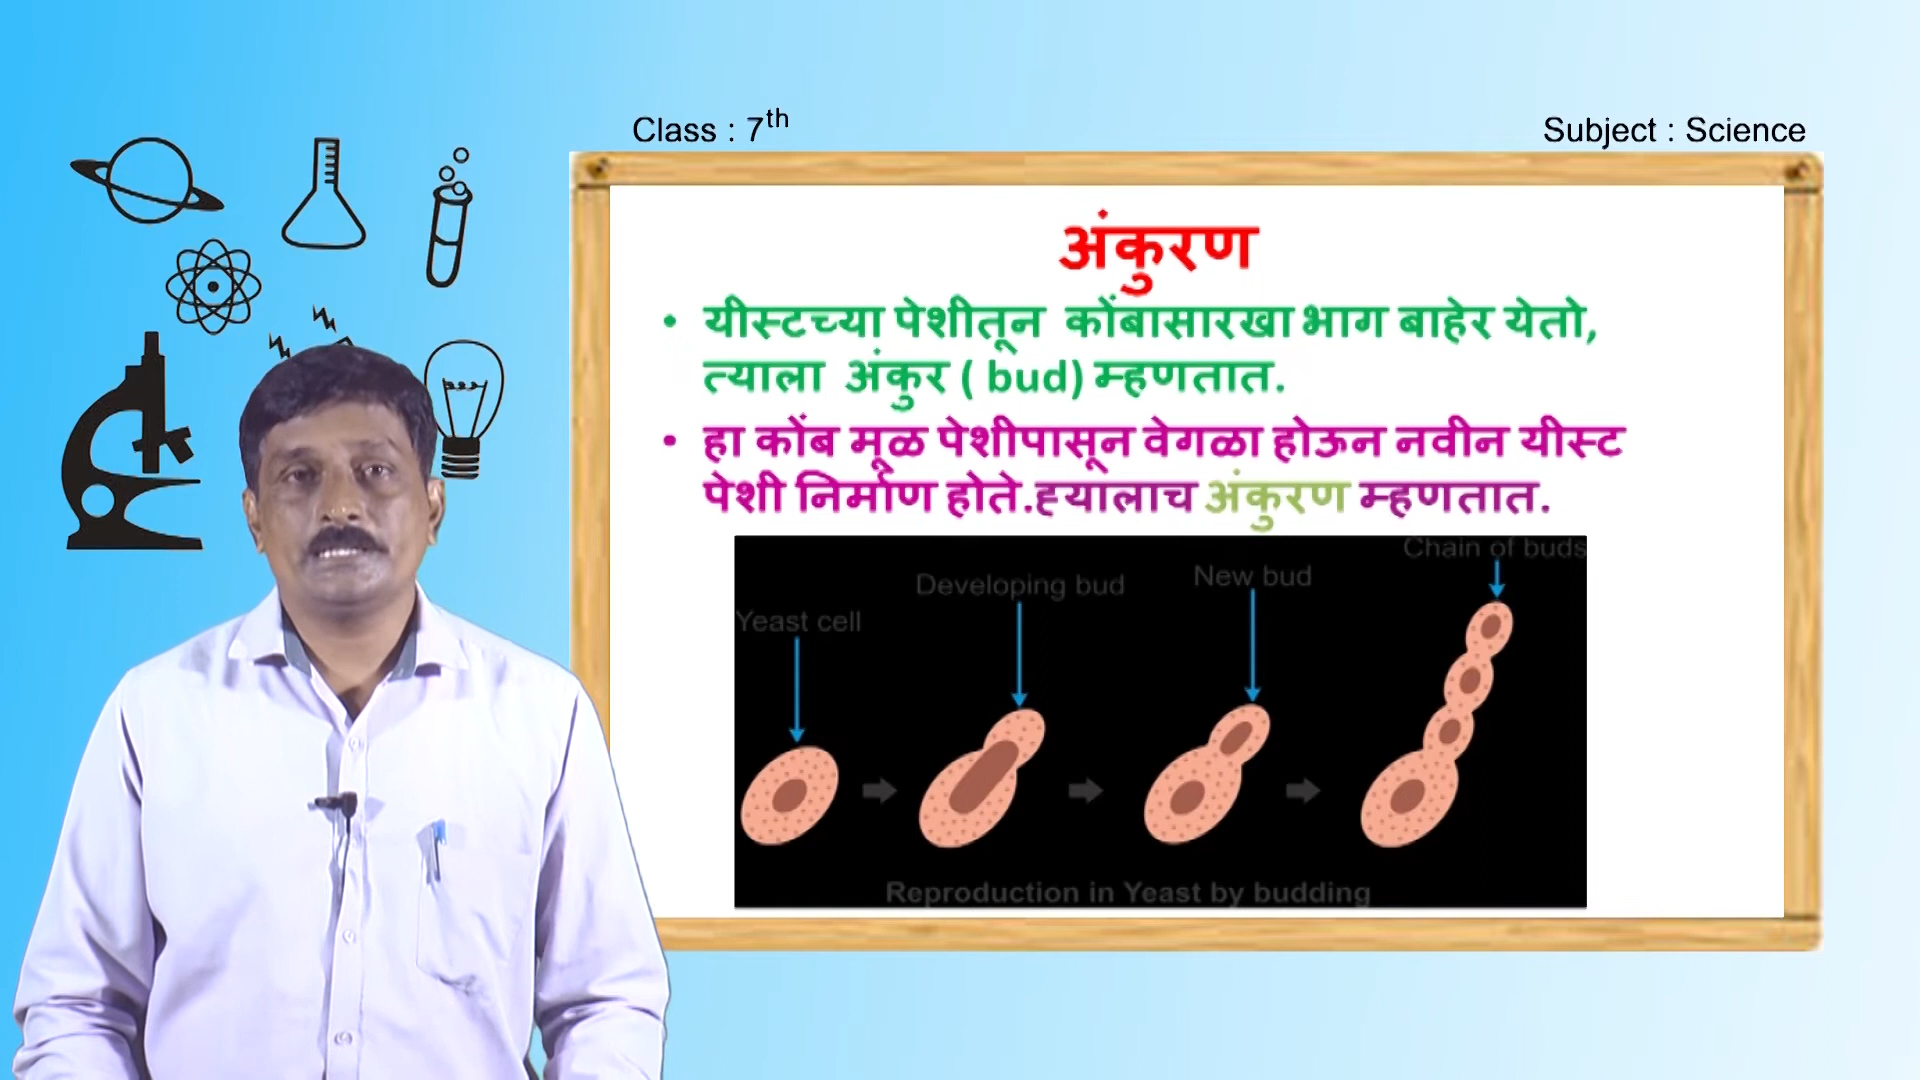 Class : 7th
Subject : Science
अंकुरण
• यीस्टच्या पेशीतून कोंबासारखा भाग बाहेर येतो,
त्याला अंकुर ( bud) म्हणतात.
• हा कोंब मूळ पेशीपासून वेगळा होऊन नवीन यीस्ट
पेशी निर्माण होते.ह्यालाच अंकुरण म्हणतात.
Chain of buds
New bud
Developing bud
Yeast cell
Reproduction in Yeast by budding